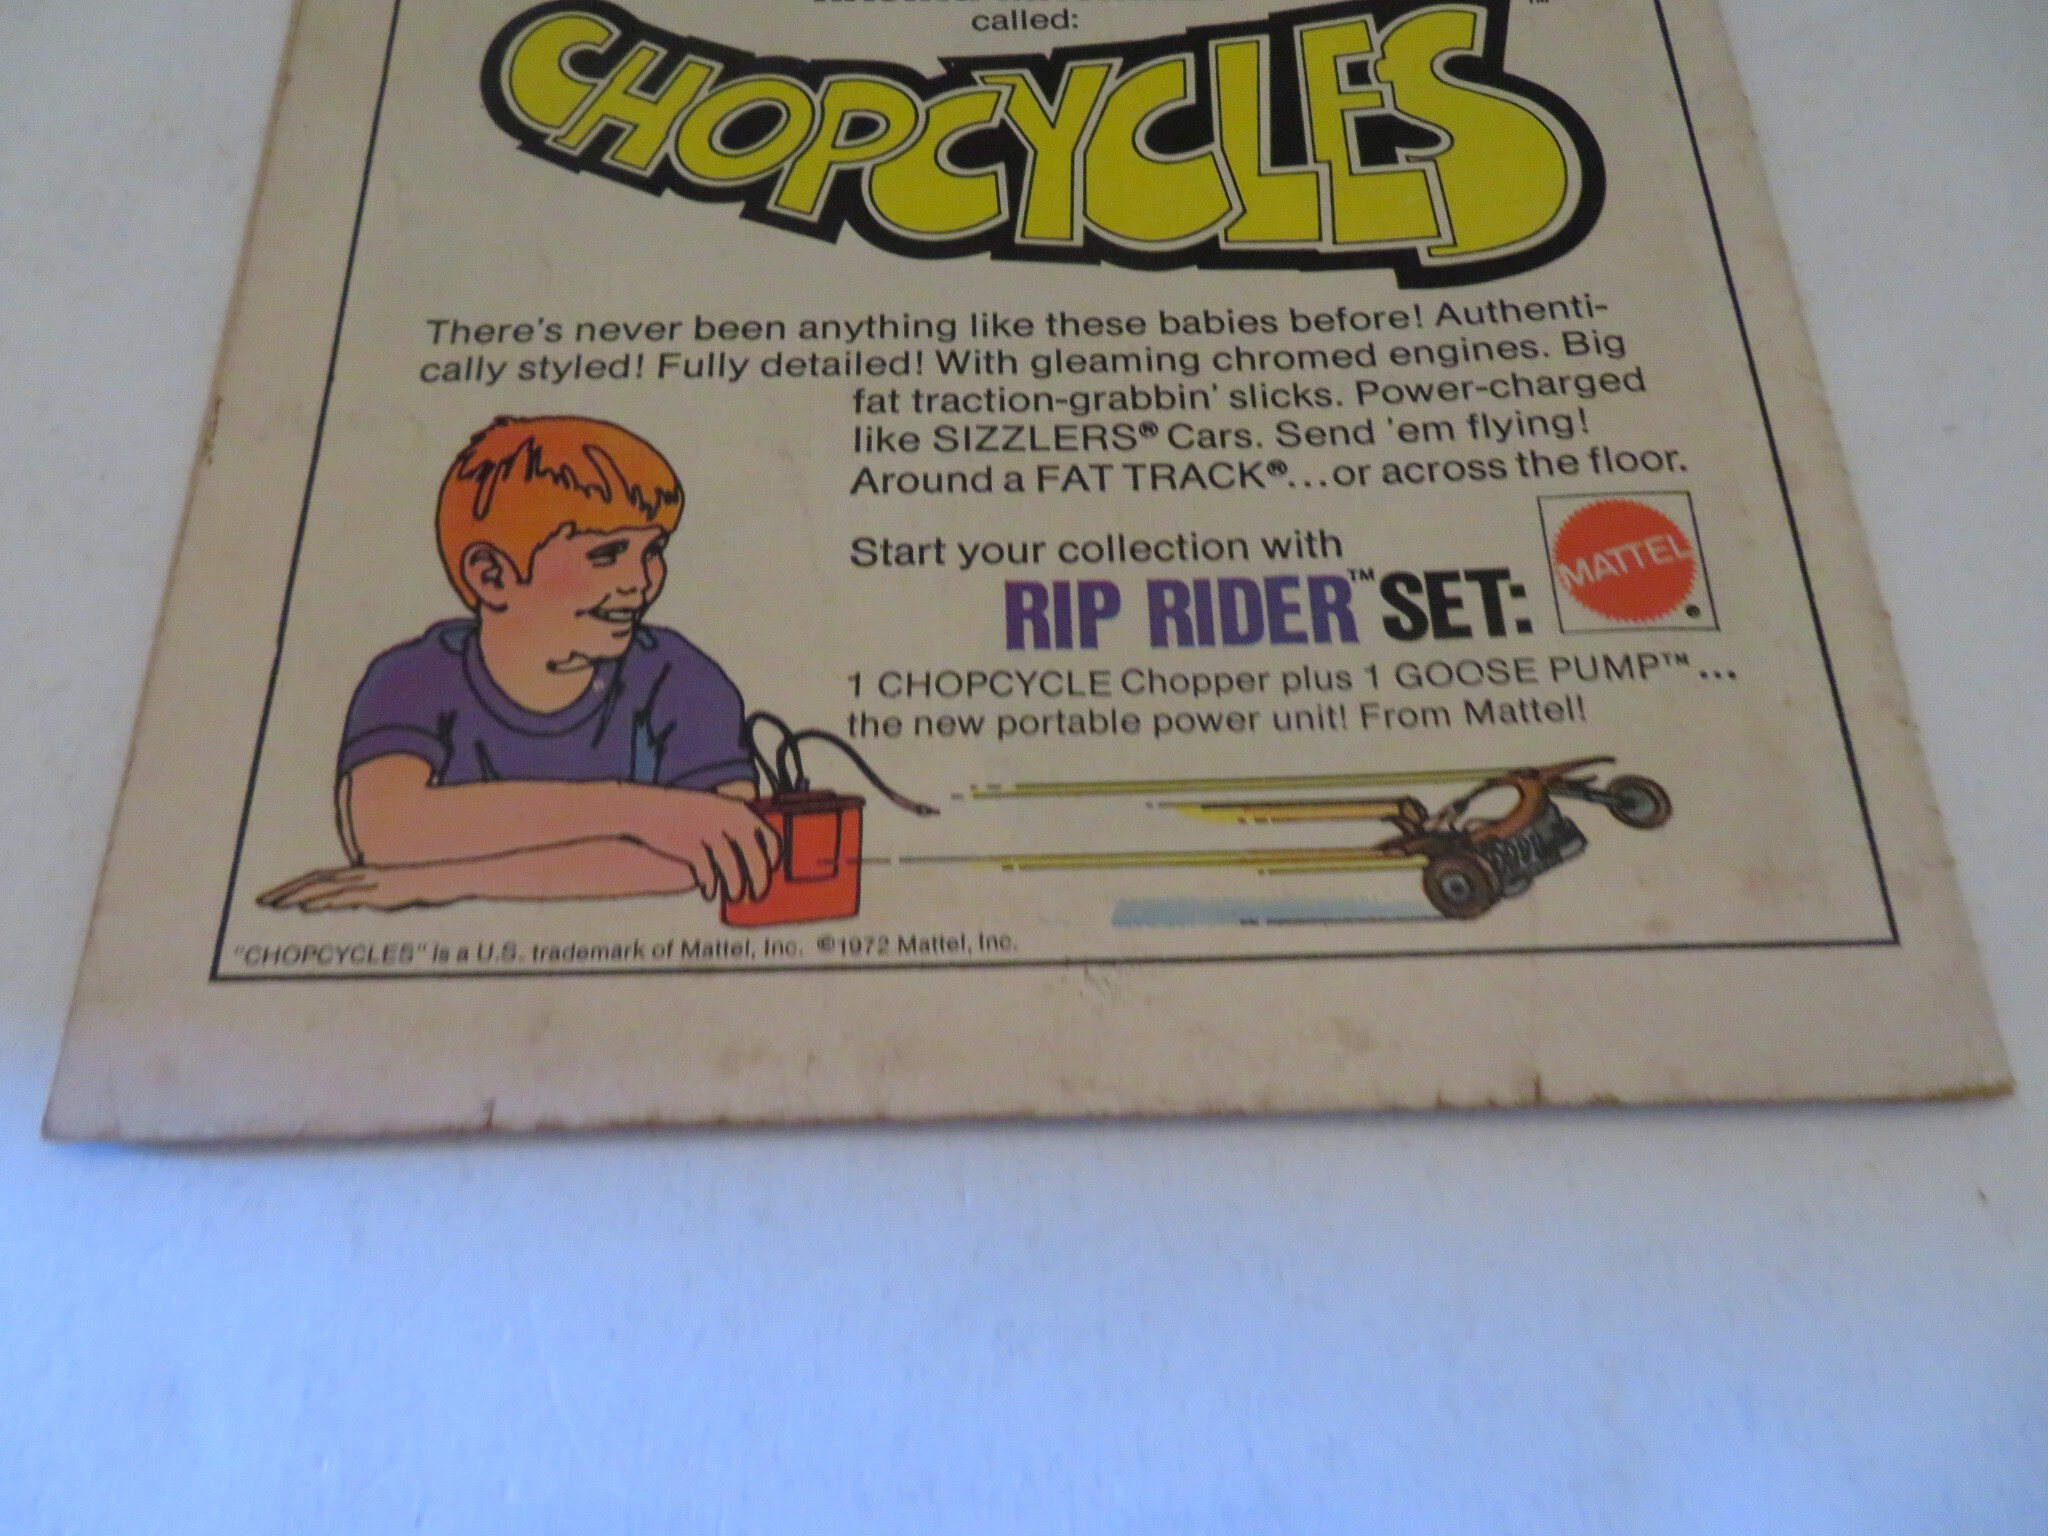 called:
CHOPCYCLES™
There's never been anything like these babies before! Authenti-
cally styled! Fully detailed! With gleaming chromed engines. Big
fat traction-grabbin' slicks. Power-charged
like SIZZLERS® Cars. Send 'em flying!
Around a FAT TRACK®...or across the floor.
Start your collection with
RIP RIDER™ SET:
MATTEL
1 CHOPCYCLE Chopper plus 1 GOOSE PUMP™...
the new portable power unit! From Mattel!
"CHOPCYCLES" is a U.S. trademark of Mattel, Inc. ©1972 Mattel, Inc.